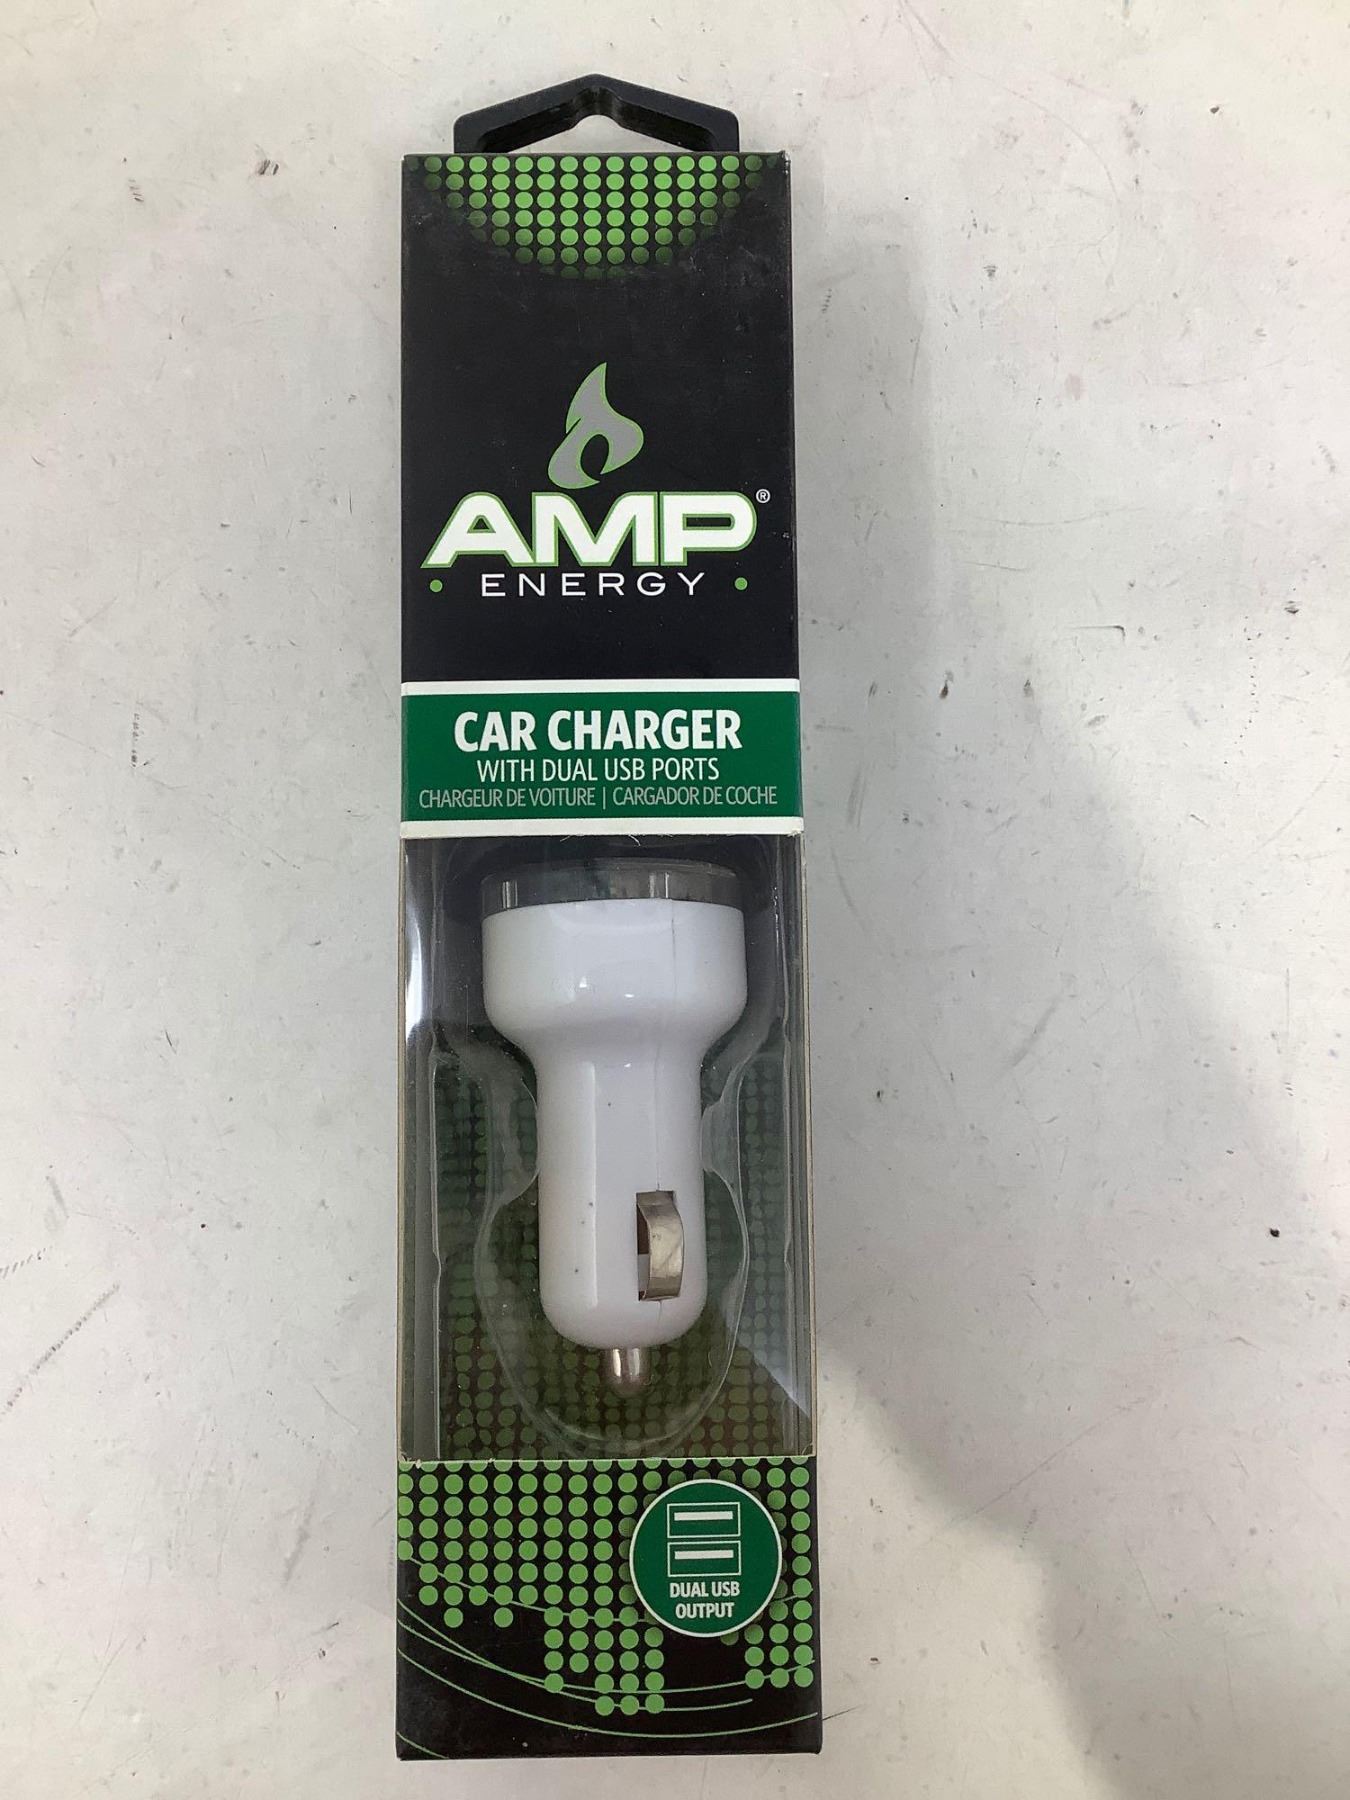 AMP®
• ENERGY •
CAR CHARGER
WITH DUAL USB PORTS
CHARGEUR DE VOITURE | CARGADOR DE COCHE
DUAL USB
OUTPUT